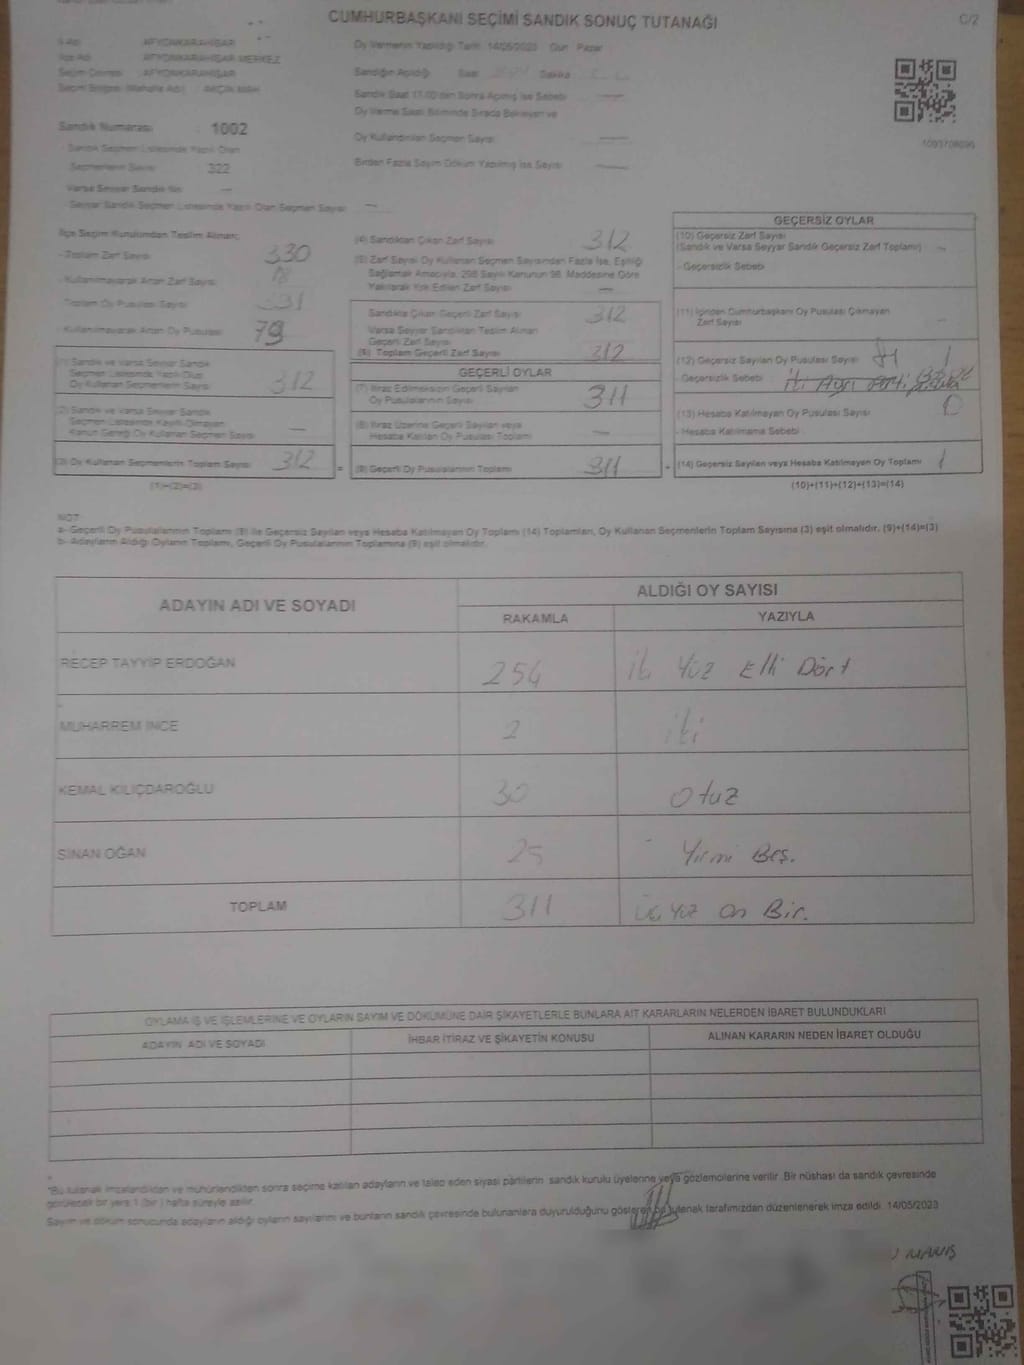 CUMHURBAŞKANI SEÇİMİ SANDIK SONUÇ TUTANAĞI
C/2
İl Adı : AFYONKARAHİSAR
İlçe Adı : AFYONKARAHİSAR MERKEZ
Seçim Çevresi : AFYONKARAHİSAR
Seçim Bölgesi (Mahalle Adı)
Sandık Numarası : 1002
Sandık Seçmen Listesinde Yazılı Olan
Seçmenlerin Sayısı 322
Varsa Seyyar Sandık No —
Seyyar Sandık Seçmen Listesinde Yazılı Olan Seçmen Sayısı —
Oy Vermenin Yapıldığı Tarih 14/05/2023 Gün Pazar
Sandığın Açıldığı Saat Dakika
Sandık Saat 17.00'den Sonra Açılmış İse Sebebi —
Oy Verme Saati Bitiminde Sırada Bekleyen ve
Oy Kullandırılan Seçmen Sayısı —
Birden Fazla Sayım Döküm Yapılmış İse Sayısı —
1093708090
İlçe Seçim Kurulundan Teslim Alınan;
- Toplam Zarf Sayısı 330
- Kullanılmayarak Artan Zarf Sayısı 18
- Toplam Oy Pusulası Sayısı
- Kullanılmayarak Artan Oy Pusulası
(1) Sandık ve Varsa Seyyar Sandık
Seçmen Listesinde Yazılı Olup
Oy Kullanan Seçmenlerin Sayısı 312
(2) Sandık ve Varsa Seyyar Sandık
Seçmen Listesinde Kayıtlı Olmayan
Kanun Gereği Oy Kullanan Seçmen Sayısı —
(3) Oy Kullanan Seçmenlerin Toplam Sayısı 312
(1)+(2)=(3)
(4) Sandıktan Çıkan Zarf Sayısı 312
(5) Zarf Sayısı Oy Kullanan Seçmen Sayısından Fazla İse, Eşitliği
Sağlamak Amacıyla, 298 Sayılı Kanunun 98. Maddesine Göre
Yakılarak Yok Edilen Zarf Sayısı —
Sandıkta Çıkan Geçerli Zarf Sayısı 312
Varsa Seyyar Sandıktan Teslim Alınan
Geçerli Zarf Sayısı
(6) Toplam Geçerli Zarf Sayısı 312
GEÇERLİ OYLAR
(7) İtiraz Edilmeksizin Geçerli Sayılan
Oy Pusulalarının Sayısı 311
(8) İtiraz Üzerine Geçerli Sayılan veya
Hesaba Katılan Oy Pusulası Toplamı —
= (9) Geçerli Oy Pusulalarının Toplamı 311
GEÇERSİZ OYLAR
(10) Geçersiz Zarf Sayısı
(Sandık ve Varsa Seyyar Sandık Geçersiz Zarf Toplamı) —
- Geçersizlik Sebebi
(11) İçinden Cumhurbaşkanı Oy Pusulası Çıkmayan
Zarf Sayısı —
(12) Geçersiz Sayılan Oy Pusulası Sayısı 1
- Geçersizlik Sebebi İki Ayrı
(13) Hesaba Katılmayan Oy Pusulası Sayısı 0
- Hesaba Katılmama Sebebi
+ (14) Geçersiz Sayılan veya Hesaba Katılmayan Oy Toplamı 1
(10)+(11)+(12)+(13)=(14)
NOT:
a- Geçerli Oy Pusulalarının Toplamı (9) ile Geçersiz Sayılan veya Hesaba Katılmayan Oy Toplamı (14) Toplamları, Oy Kullanan Seçmenlerin Toplam Sayısına (3) eşit olmalıdır. (9)+(14)=(3)
b- Adayların Aldığı Oyların Toplamı, Geçerli Oy Pusulalarının Toplamına (9) eşit olmalıdır.
ADAYIN ADI VE SOYADI
ALDIĞI OY SAYISI
RAKAMLA YAZIYLA
RECEP TAYYİP ERDOĞAN 254 İki Yüz Elli Dört
MUHARREM İNCE 2 iki
KEMAL KILIÇDAROĞLU 30 Otuz
SİNAN OĞAN 25 Yirmi Beş.
TOPLAM 311 Üç Yüz On Bir.
OYLAMA İŞ VE İŞLEMLERİNE VE OYLARIN SAYIM VE DÖKÜMÜNE DAİR ŞİKAYETLERLE BUNLARA AİT KARARLARIN NELERDEN İBARET BULUNDUKLARI
ADAYIN ADI VE SOYADI İHBAR İTİRAZ VE ŞİKAYETİN KONUSU ALINAN KARARIN NEDEN İBARET OLDUĞU
*Bu tutanak imzalandıktan ve mühürlendikten sonra seçime katılan adayların ve talep eden siyasi partilerin sandık kurulu üyelerine veya gözlemcilerine verilir. Bir nüshası da sandık çevresinde
görülecek bir yere 1 (bir) hafta süreyle asılır.
Sayım ve döküm sonucunda adayların aldığı oyların sayılarını ve bunların sandık çevresinde bulunanlara duyurulduğunu gösteren bu tutanak tarafımızdan düzenlenerek imza edildi. 14/05/2023